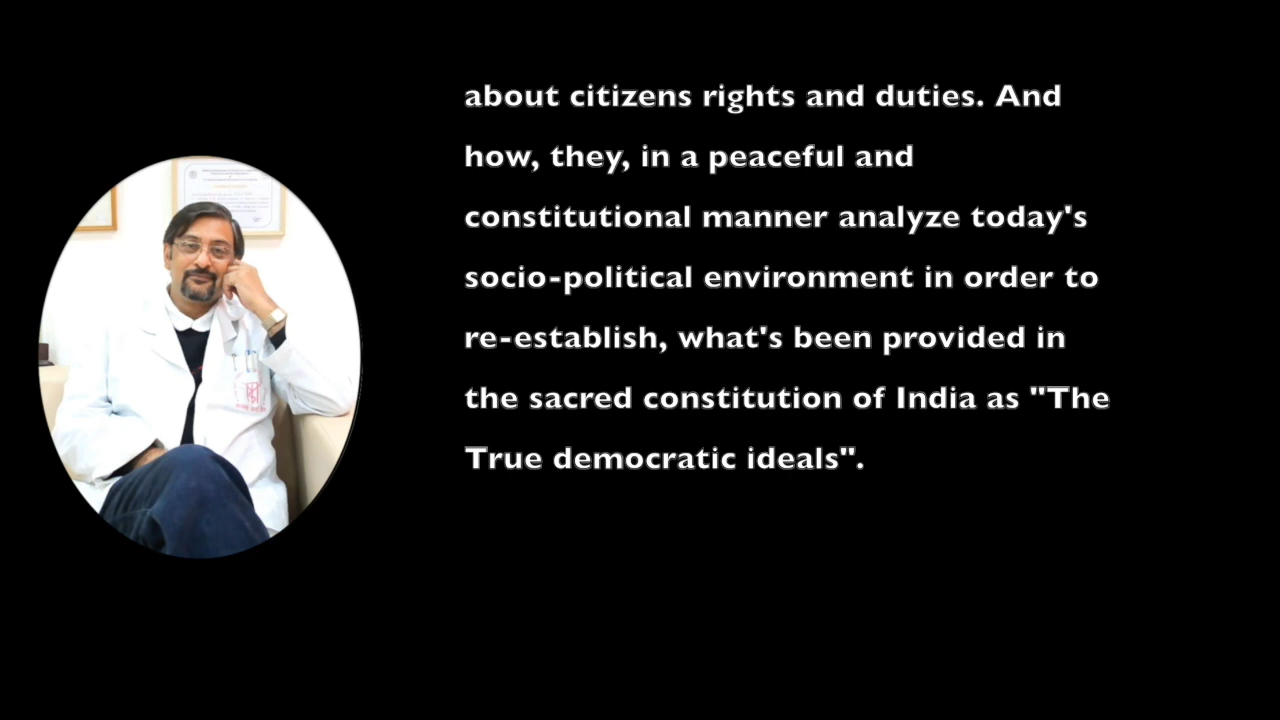 about citizens rights and duties. And
how, they, in a peaceful and
constitutional manner analyze today's
socio-political environment in order to
re-establish, what's been provided in
the sacred constitution of India as "The
True democratic ideals".